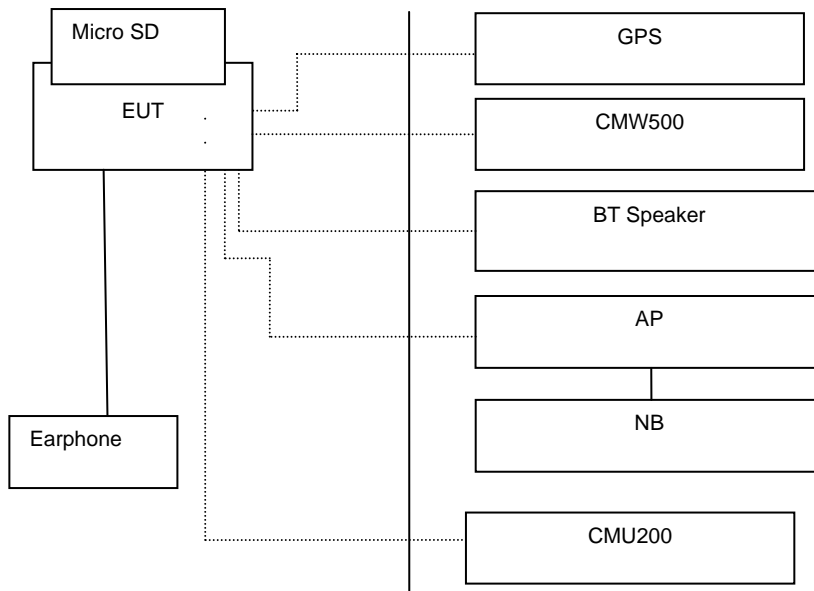 Micro SD
EUT
Earphone
GPS
CMW500
BT Speaker
AP
NB
CMU200